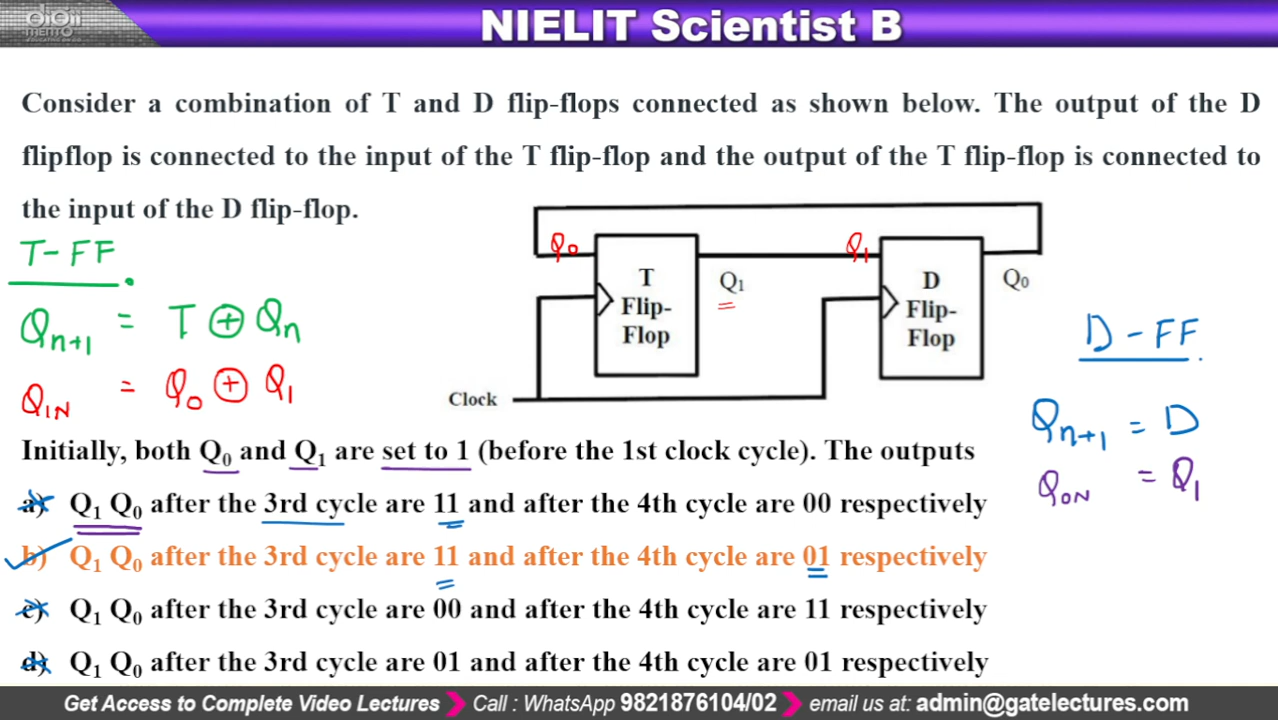 digii
mento
NIELIT Scientist B
Consider a combination of T and D flip-flops connected as shown below. The output of the D
flipflop is connected to the input of the T flip-flop and the output of the T flip-flop is connected to
the input of the D flip-flop.
T-FF.
Qn+1 = T ⊕ Qn
Q1N = Q0 ⊕ Q1
Q0
T
Flip-
Flop
Q1
Q1
D
Flip-
Flop
Q0
Clock
D-FF.
Qn+1 = D
Q0N = Q1
Initially, both Q0 and Q1 are set to 1 (before the 1st clock cycle). The outputs
a) Q1 Q0 after the 3rd cycle are 11 and after the 4th cycle are 00 respectively
b) Q1 Q0 after the 3rd cycle are 11 and after the 4th cycle are 01 respectively
c) Q1 Q0 after the 3rd cycle are 00 and after the 4th cycle are 11 respectively
d) Q1 Q0 after the 3rd cycle are 01 and after the 4th cycle are 01 respectively
Get Access to Complete Video Lectures Call : WhatsApp 9821876104/02 email us at: admin@gatelectures.com